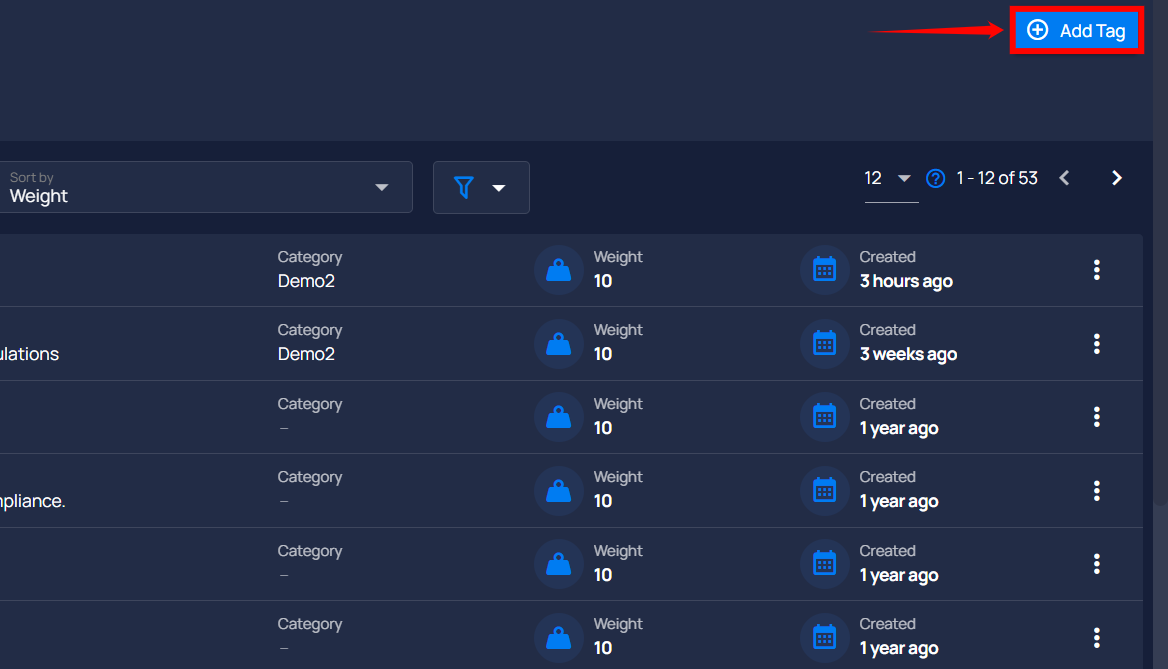 Add Tag
Sort by
Weight
12
1 - 12 of 53
Category
Weight
Created
Demo2
10
3 hours ago
Category
Weight
Created
ulations
Demo2
10
3 weeks ago
Category
Weight
Created
–
10
1 year ago
Category
Weight
Created
npliance.
–
10
1 year ago
Category
Weight
Created
–
10
1 year ago
Category
Weight
Created
–
10
1 year ago